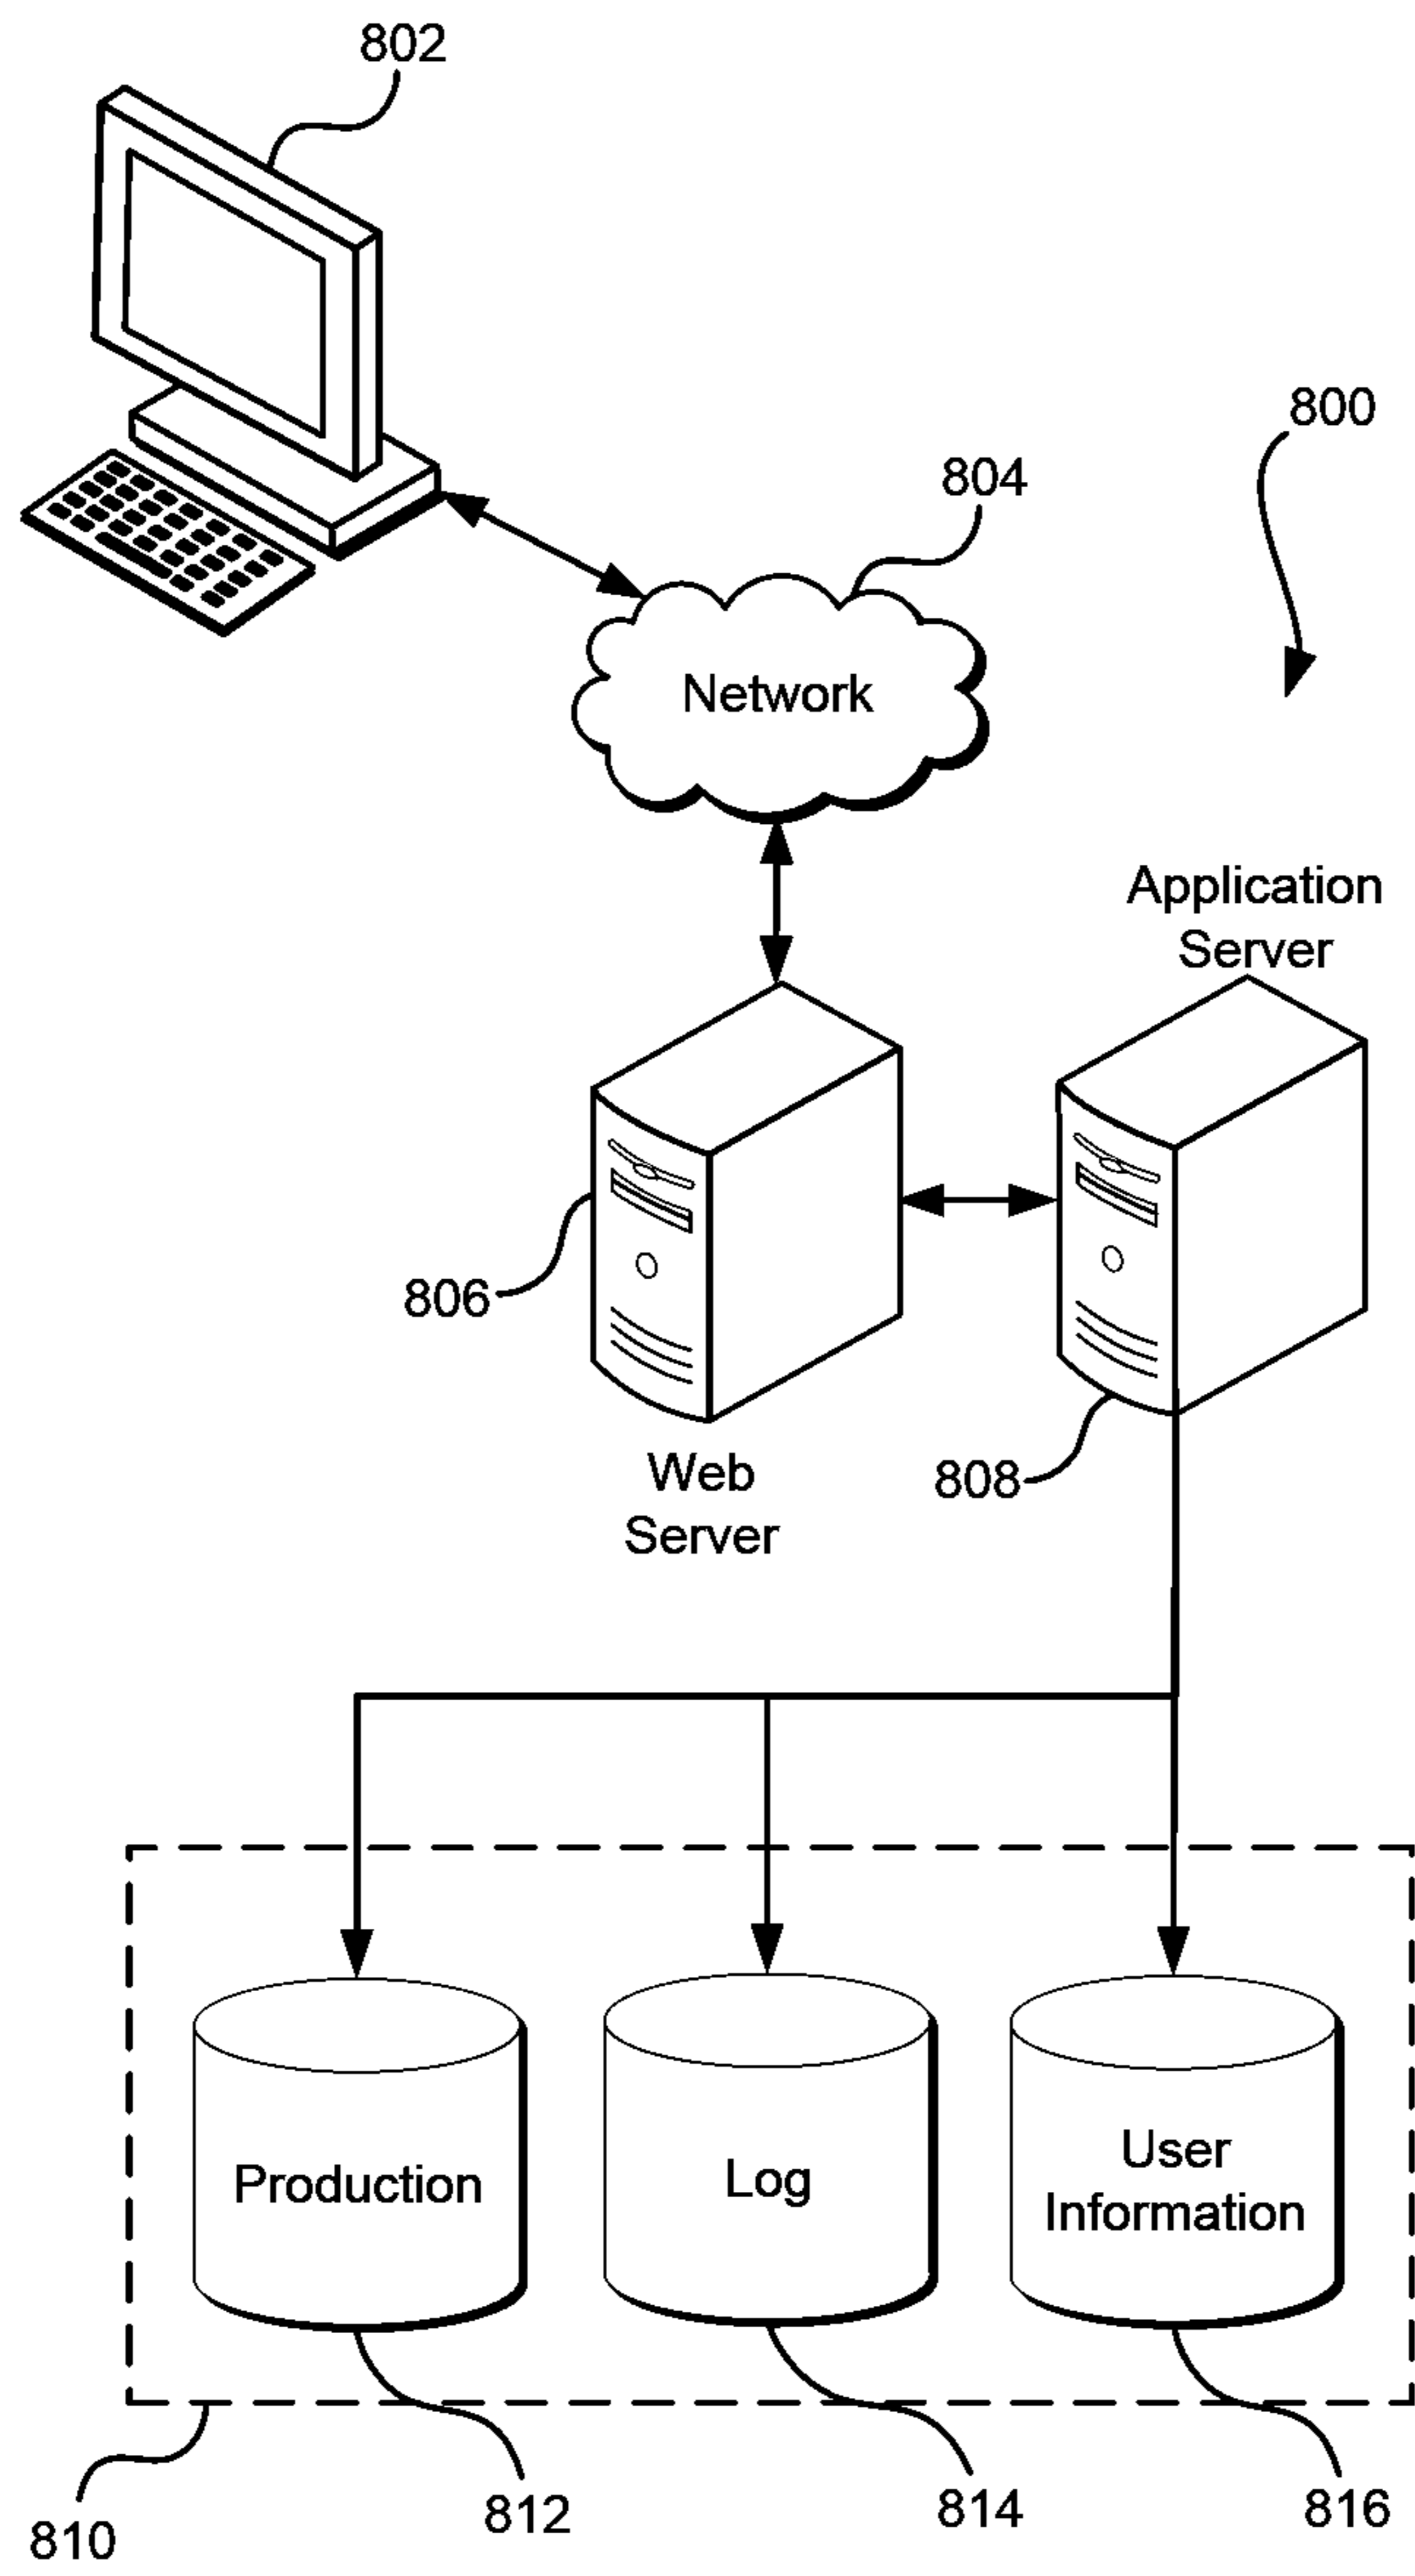 802
800
804
Network
Application
Server
806
Web
Server
808
Production
Log
User
Information
810
812
814
816